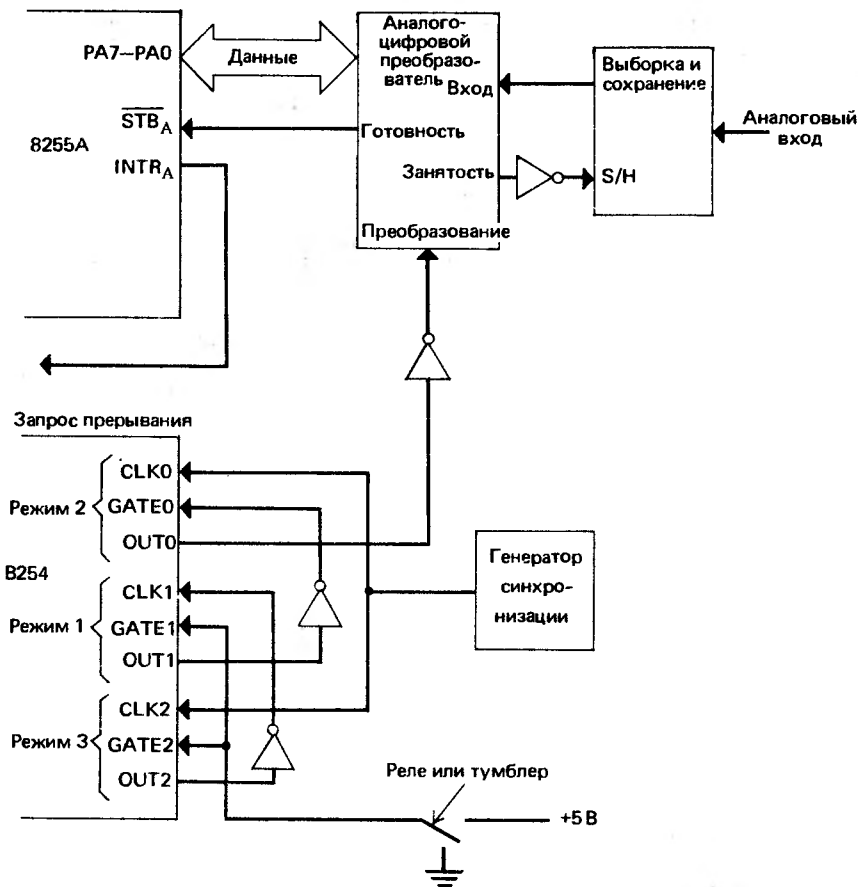 PA7—PA0
Данные
Аналого-
цифровой
преобразо-
ватель
Вход
Выборка и
сохранение
Аналоговый
вход
STB A
Готовность
8255A
INTR A
Занятость
S/H
Преобразование
Запрос прерывания
CLK0
Режим 2
GATE0
OUT0
Генератор
синхро-
низации
B254
CLK1
Режим 1
GATE1
OUT1
CLK2
Режим 3
GATE2
OUT2
Реле или тумблер
+5 В